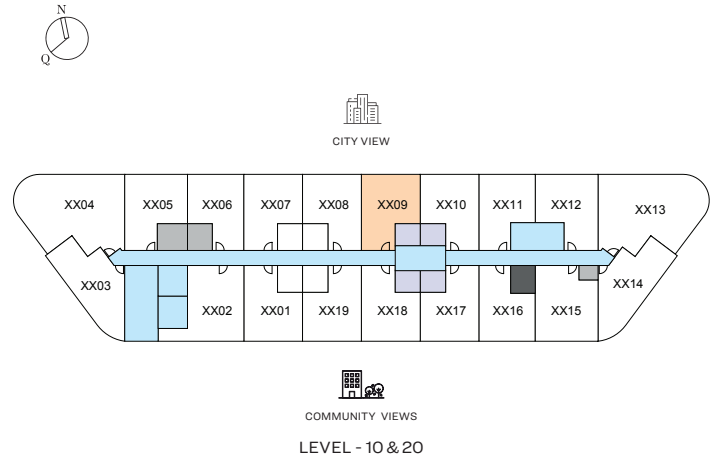 N
Q
CITY VIEW
XX04 XX05 XX06 XX07 XX08 XX09 XX10 XX11 XX12 XX13
XX03 XX14
XX02 XX01 XX19 XX18 XX17 XX16 XX15
COMMUNITY VIEWS
LEVEL - 10 & 20